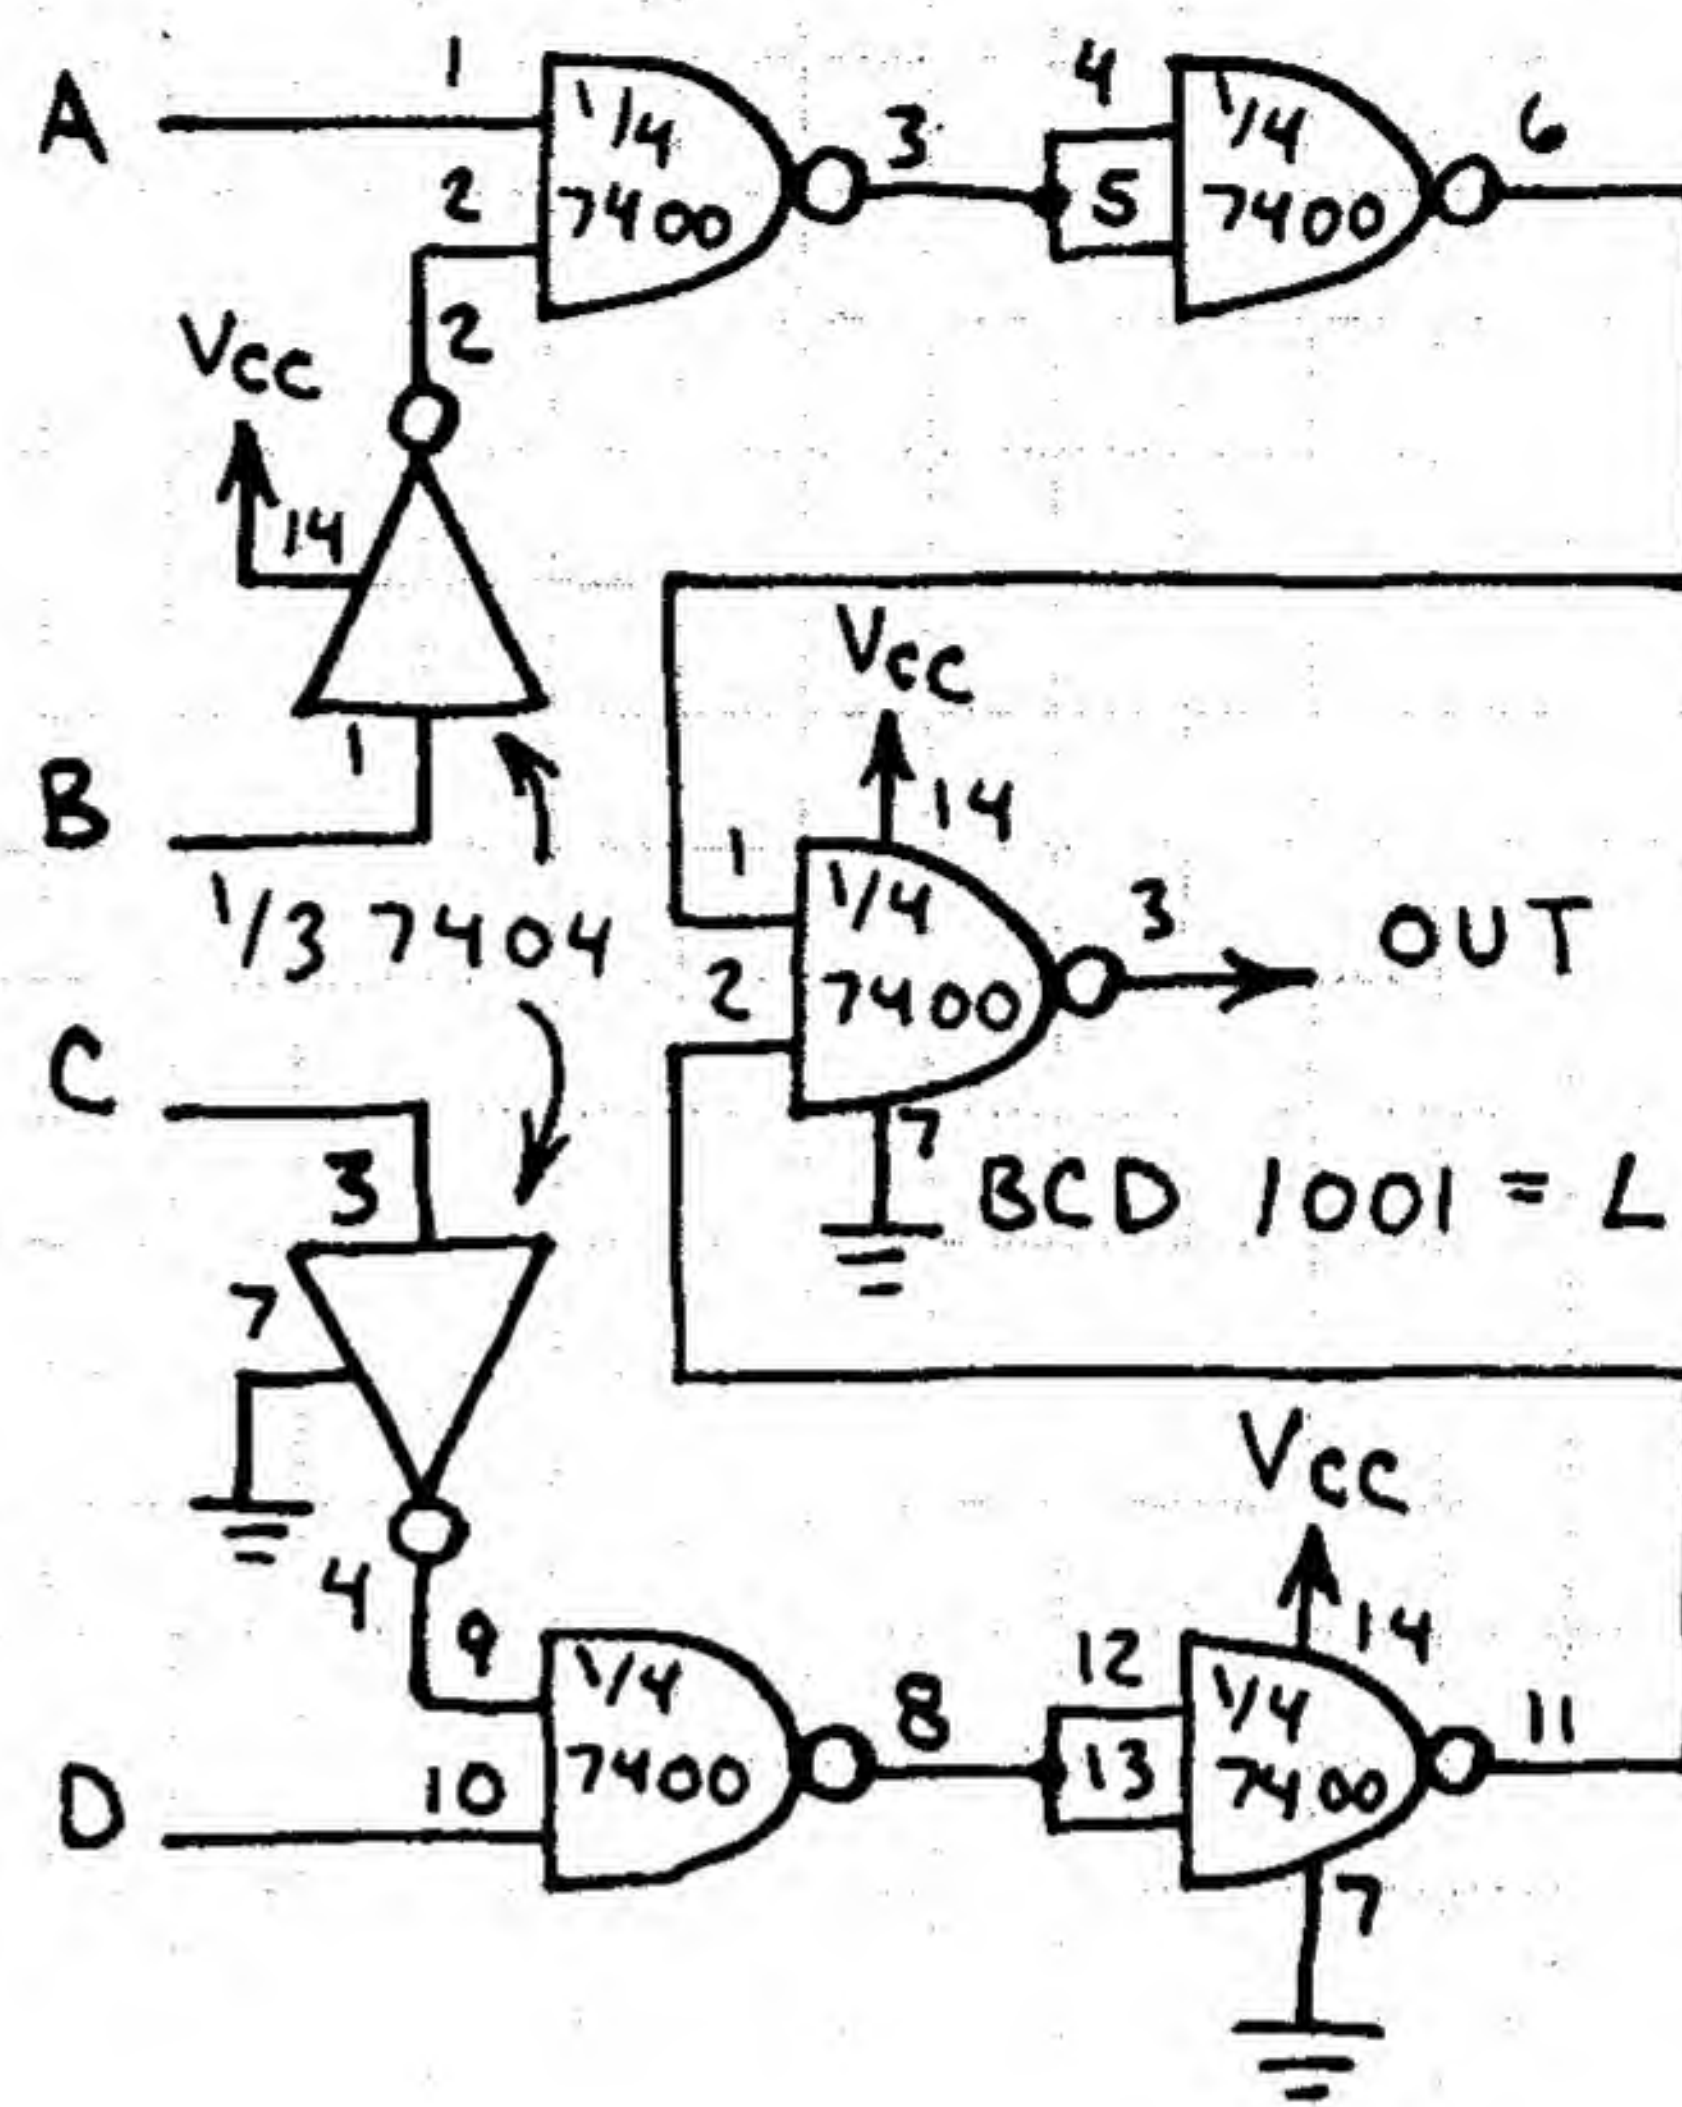 A 1 1/4 7400 3 4 1/4 7400 6
2 5
Vcc 2
14
B 1
1/3 7404
Vcc
14
1 1/4 7400 3 OUT
2
7
C
3
7
BCD 1001 = L
Vcc
14
4
9 1/4 7400 8 12 1/4 7400 11
D 10 13
7